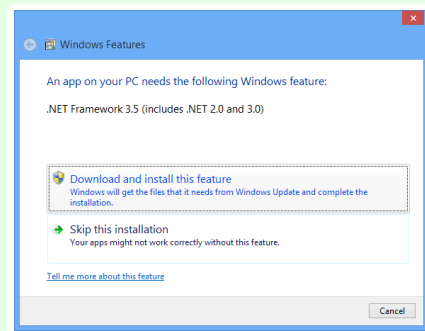 Windows Features
An app on your PC needs the following Windows feature:
.NET Framework 3.5 (includes .NET 2.0 and 3.0)
Download and install this feature
Windows will get the files that it needs from Windows Update and complete the
installation.
Skip this installation
Your apps might not work correctly without this feature.
Tell me more about this feature
Cancel